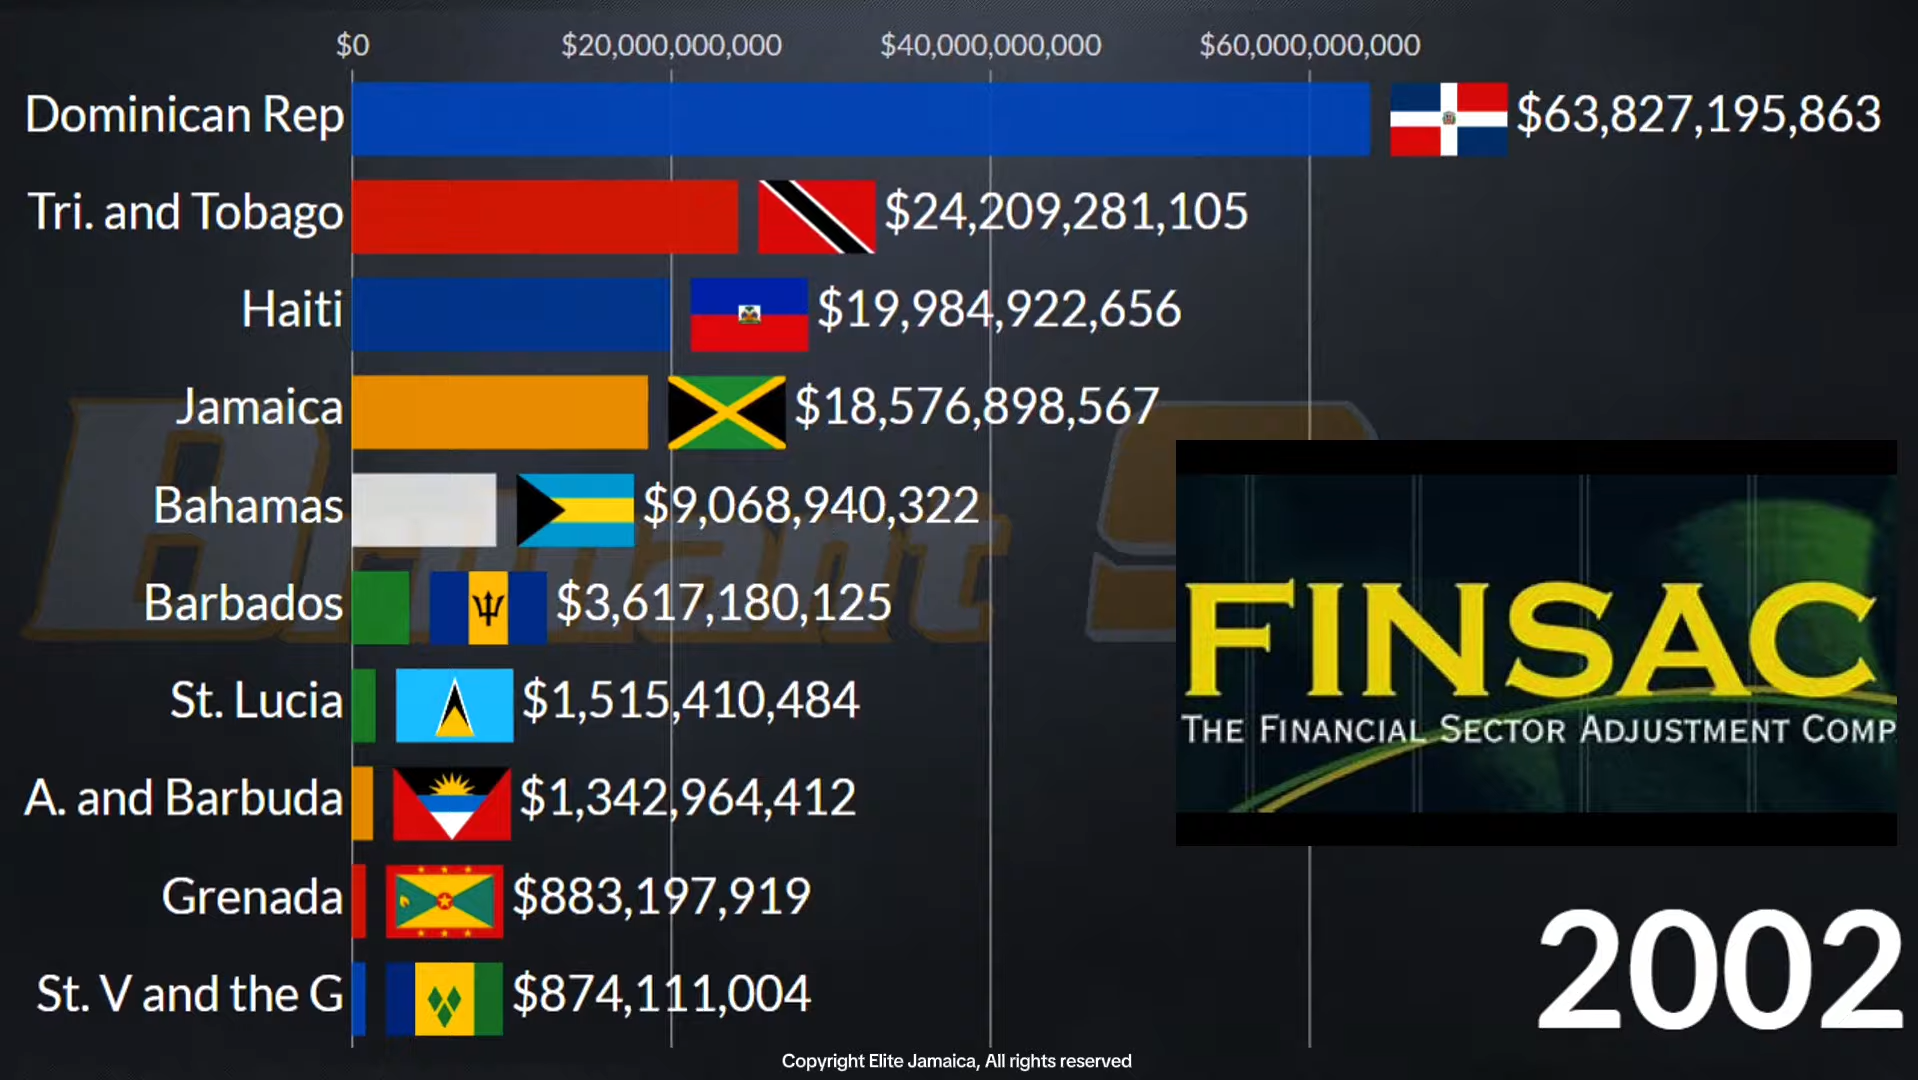 $0 $20,000,000,000 $40,000,000,000 $60,000,000,000
Dominican Rep $63,827,195,863
Tri. and Tobago $24,209,281,105
Haiti $19,984,922,656
Jamaica $18,576,898,567
Bahamas $9,068,940,322
Barbados $3,617,180,125
St. Lucia $1,515,410,484
A. and Barbuda $1,342,964,412
Grenada $883,197,919
St. V and the G $874,111,004
FINSAC
THE FINANCIAL SECTOR ADJUSTMENT COMP
2002
Copyright Elite Jamaica, All rights reserved